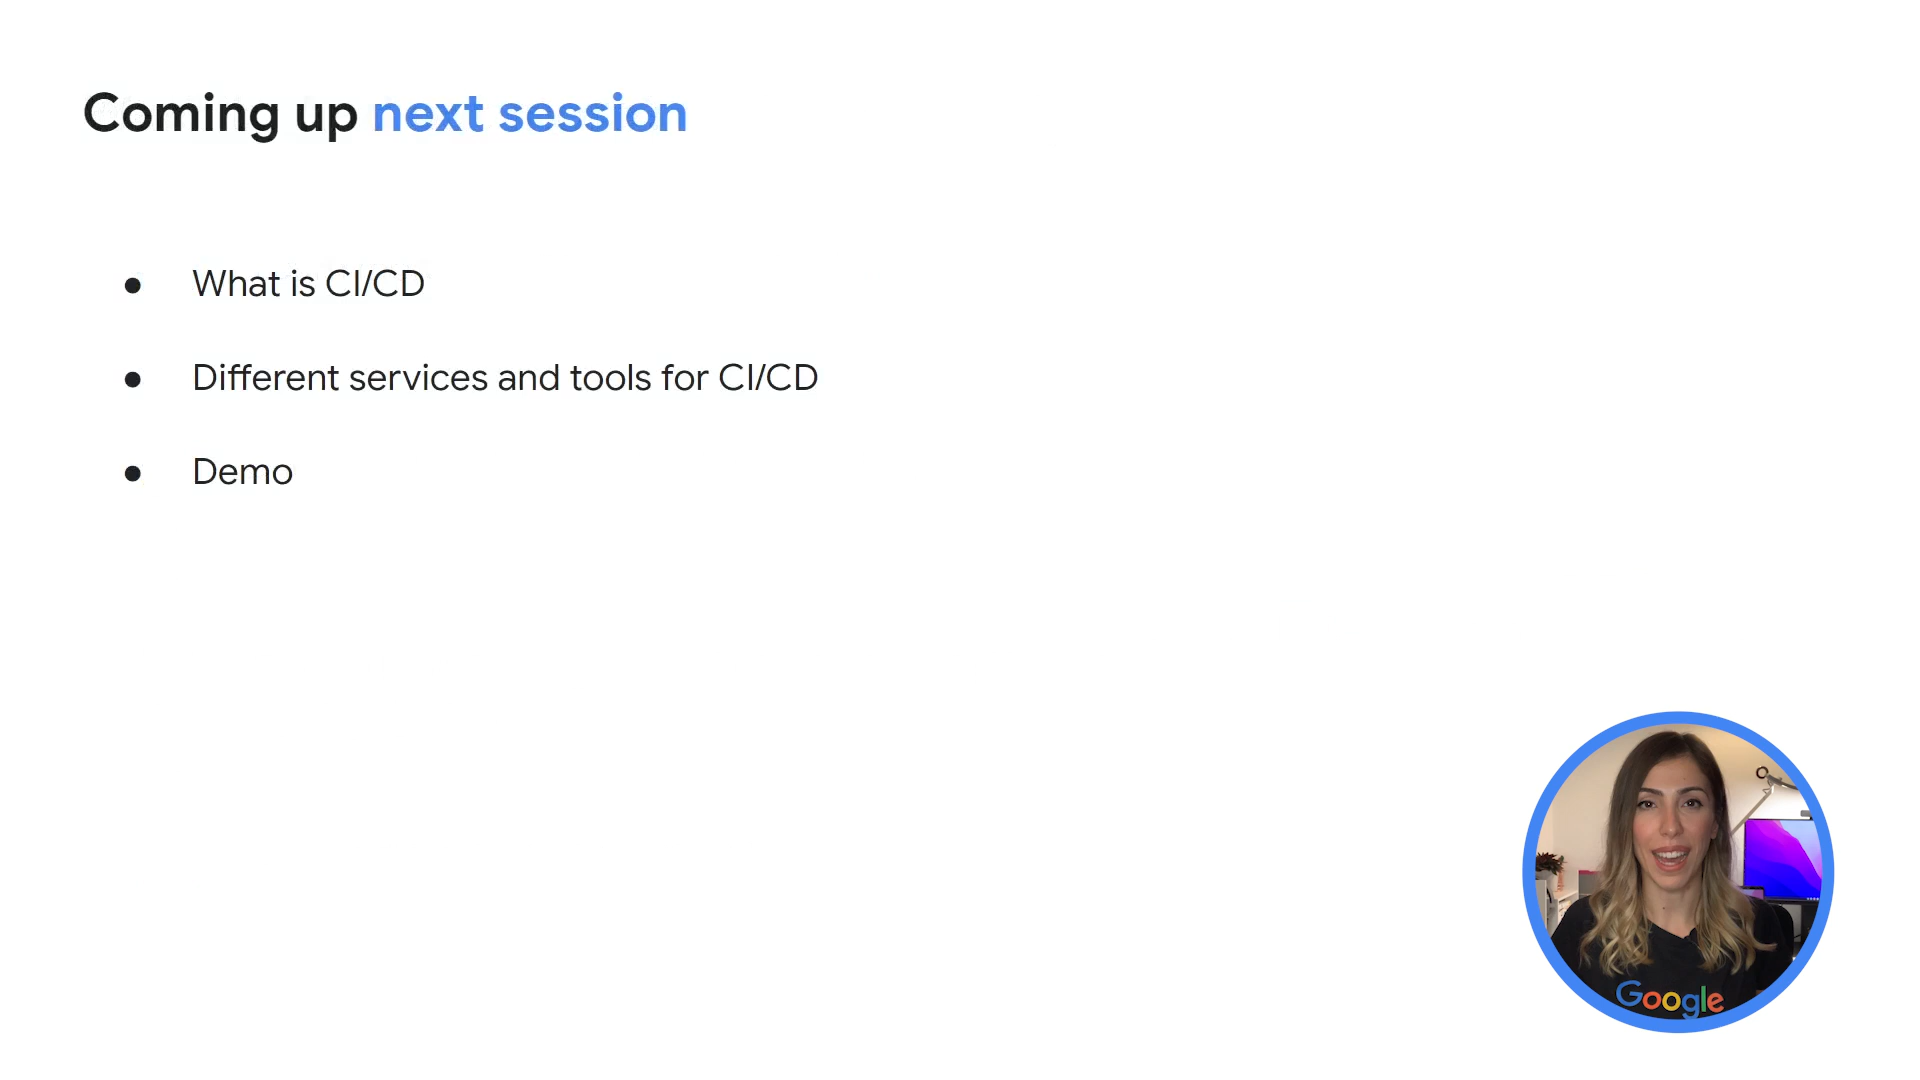 Coming up next session
● What is CI/CD
● Different services and tools for CI/CD
● Demo
Google